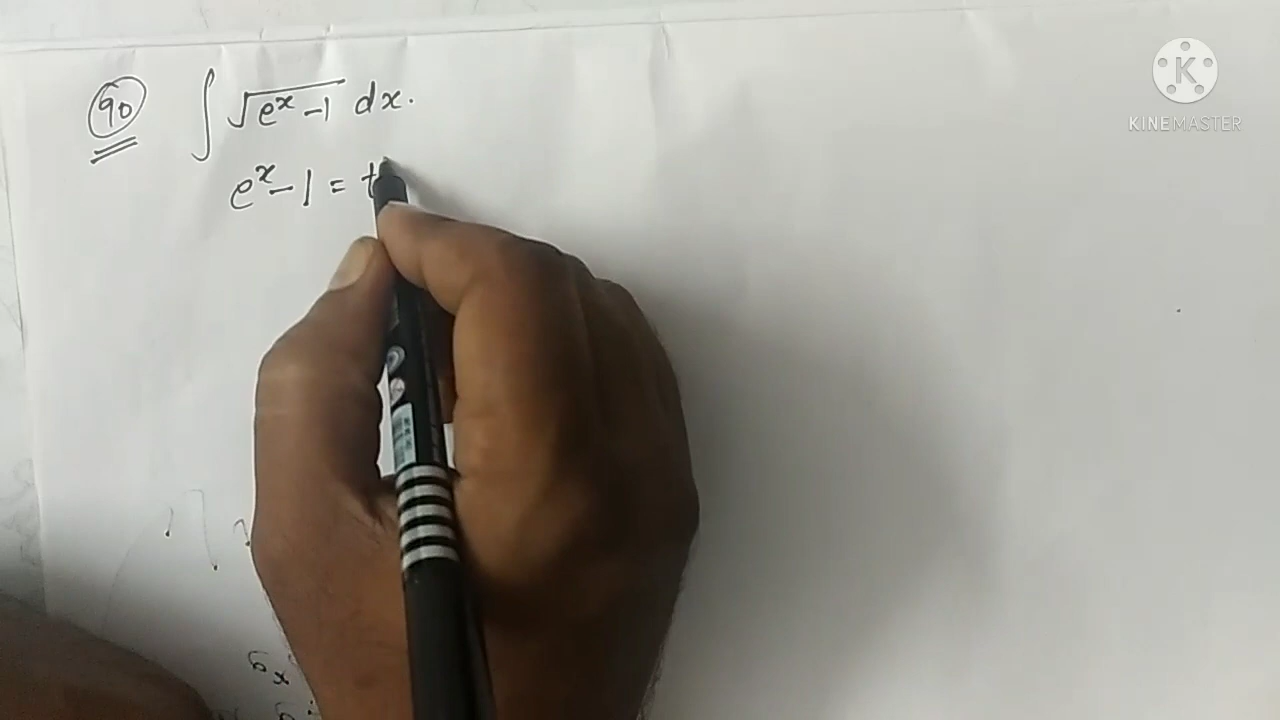 90 ∫ √(eˣ-1) dx.
eˣ-1 = t
K
KINEMASTER